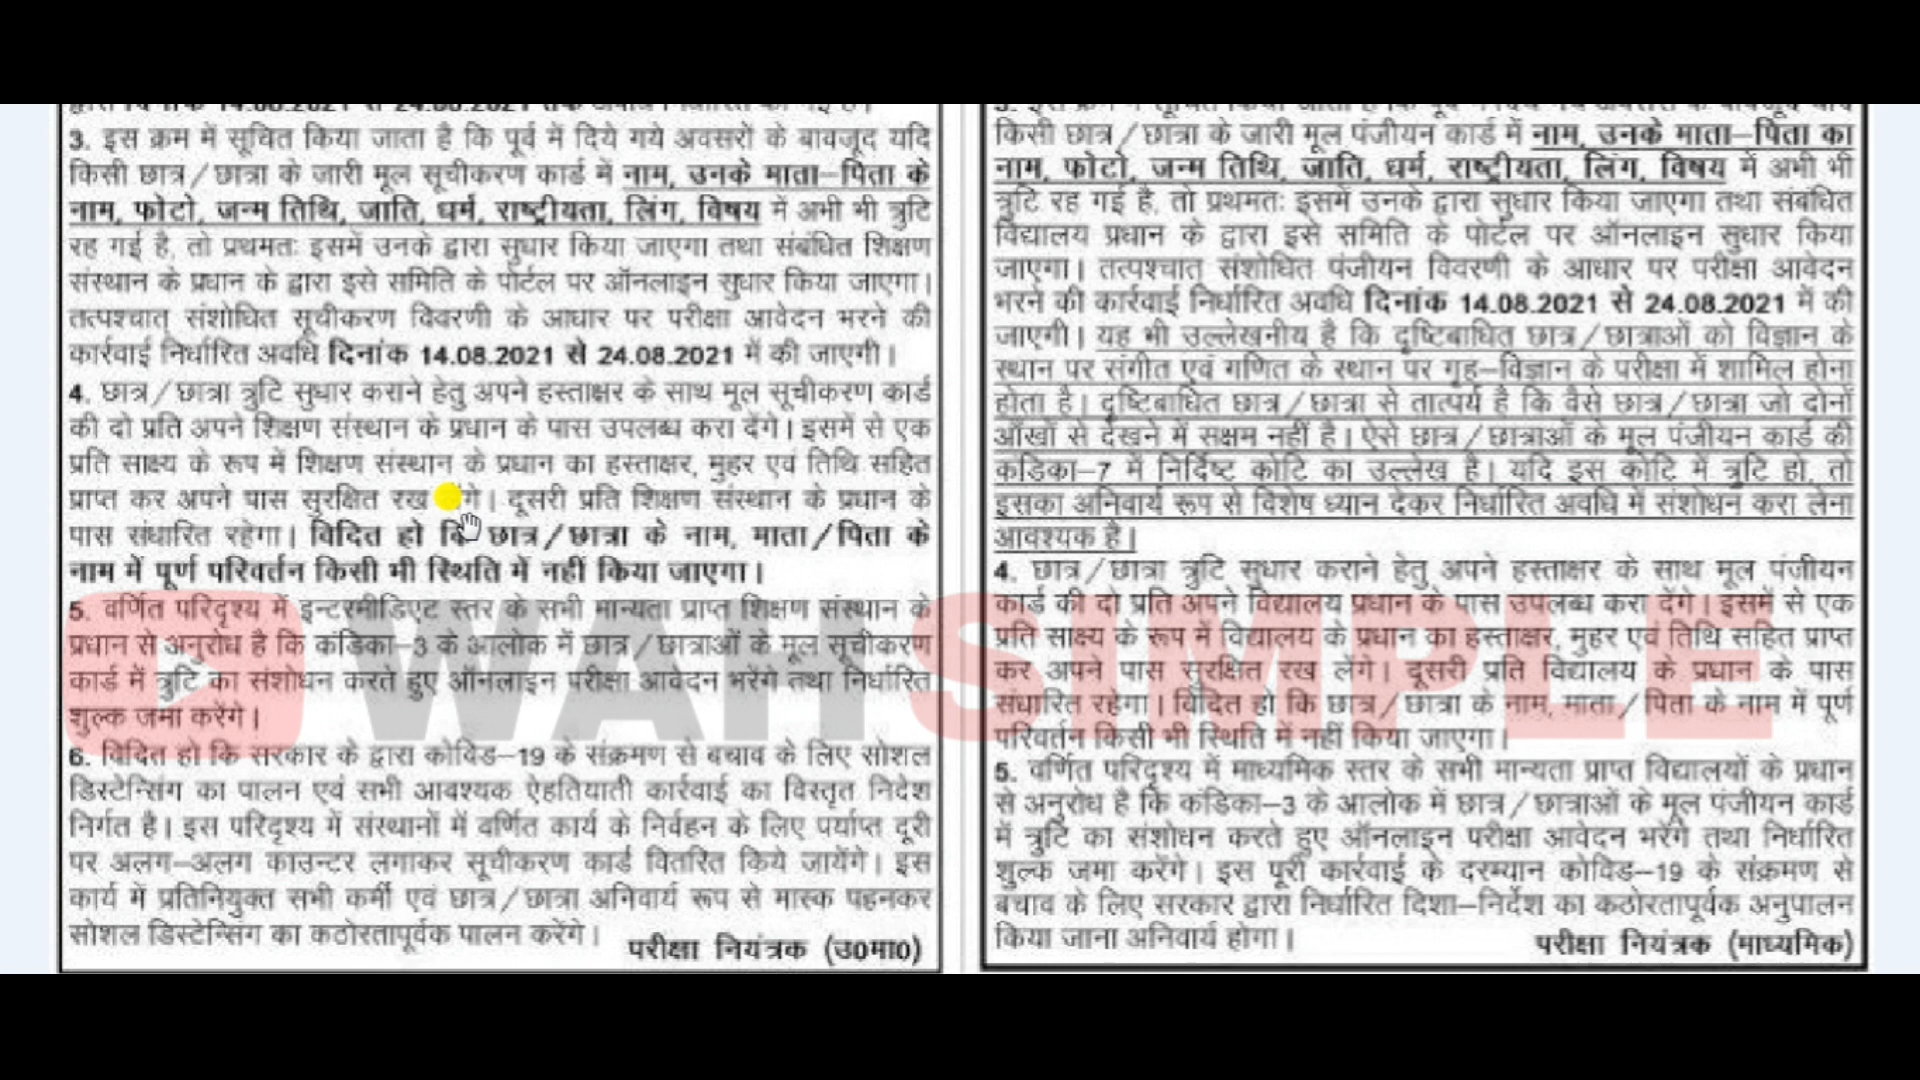 3. इस क्रम में सूचित किया जाता है कि पूर्व में दिये गये अवसरों के बावजूद यदि
किसी छात्र/छात्रा के जारी मूल सूचीकरण कार्ड में नाम, उनके माता–पिता के
नाम, फोटो, जन्म तिथि, जाति, धर्म, राष्ट्रीयता, लिंग, विषय में अभी भी त्रुटि
रह गई है, तो प्रथमतः इसमें उनके द्वारा सुधार किया जाएगा तथा संबंधित शिक्षण
संस्थान के प्रधान के द्वारा इसे समिति के पोर्टल पर ऑनलाइन सुधार किया जाएगा।
तत्पश्चात् संशोधित सूचीकरण विवरणी के आधार पर परीक्षा आवेदन भरने की
कार्रवाई निर्धारित अवधि दिनांक 14.08.2021 से 24.08.2021 में की जाएगी।
4. छात्र/छात्रा त्रुटि सुधार कराने हेतु अपने हस्ताक्षर के साथ मूल सूचीकरण कार्ड
की दो प्रति अपने शिक्षण संस्थान के प्रधान के पास उपलब्ध करा देंगे। इसमें से एक
प्रति साक्ष्य के रूप में शिक्षण संस्थान के प्रधान का हस्ताक्षर, मुहर एवं तिथि सहित
प्राप्त कर अपने पास सुरक्षित रख दूसरी प्रति शिक्षण संस्थान के प्रधान के
पास संधारित रहेगा। विदित हो कि छात्र/छात्रा के नाम, माता/पिता के
नाम में पूर्ण परिवर्तन किसी भी स्थिति में नहीं किया जाएगा।
5. वर्णित परिदृश्य में इन्टरमीडिएट स्तर के सभी मान्यता प्राप्त शिक्षण संस्थान के
प्रधान से अनुरोध है कि कंडिका–3 के आलोक में छात्र/छात्राओं के मूल सूचीकरण
कार्ड में त्रुटि का संशोधन करते हुए ऑनलाइन परीक्षा आवेदन भरेंगे तथा निर्धारित
शुल्क जमा करेंगे।
6. विदित हो कि सरकार के द्वारा कोविड–19 के संक्रमण से बचाव के लिए सोशल
डिस्टेन्सिंग का पालन एवं सभी आवश्यक ऐहतियाती कार्रवाई का विस्तृत निदेश
निर्गत है। इस परिदृश्य में संस्थानों में वर्णित कार्य के निर्वहन के लिए पर्याप्त दूरी
पर अलग–अलग काउन्टर लगाकर सूचीकरण कार्ड वितरित किये जायेंगे। इस
कार्य में प्रतिनियुक्त सभी कर्मी एवं छात्र/छात्रा अनिवार्य रूप से मास्क पहनकर
सोशल डिस्टेन्सिंग का कठोरतापूर्वक पालन करेंगे।
परीक्षा नियंत्रक (उ0मा0)
किसी छात्र/छात्रा के जारी मूल पंजीयन कार्ड में नाम, उनके माता–पिता का
नाम, फोटो, जन्म तिथि, जाति, धर्म, राष्ट्रीयता, लिंग, विषय में अभी भी
त्रुटि रह गई है, तो प्रथमतः इसमें उनके द्वारा सुधार किया जाएगा तथा संबंधित
विद्यालय प्रधान के द्वारा इसे समिति के पोर्टल पर ऑनलाइन सुधार किया
जाएगा। तत्पश्चात् संशोधित पंजीयन विवरणी के आधार पर परीक्षा आवेदन
भरने की कार्रवाई निर्धारित अवधि दिनांक 14.08.2021 से 24.08.2021 में की
जाएगी। यह भी उल्लेखनीय है कि दृष्टिबाधित छात्र/छात्राओं को विज्ञान के
स्थान पर संगीत एवं गणित के स्थान पर गृह–विज्ञान के परीक्षा में शामिल होना
होता है। दृष्टिबाधित छात्र/छात्रा से तात्पर्य है कि वैसे छात्र/छात्रा जो दोनों
आँखों से देखने में सक्षम नहीं है। ऐसे छात्र/छात्राओं के मूल पंजीयन कार्ड की
कंडिका–7 में निर्दिष्ट कोटि का उल्लेख है। यदि इस कोटि में त्रुटि हो, तो
इसका अनिवार्य रूप से विशेष ध्यान देकर निर्धारित अवधि में संशोधन करा लेना
आवश्यक है।
4. छात्र/छात्रा त्रुटि सुधार कराने हेतु अपने हस्ताक्षर के साथ मूल पंजीयन
कार्ड की दो प्रति अपने विद्यालय प्रधान के पास उपलब्ध करा देंगे। इसमें से एक
प्रति साक्ष्य के रूप में विद्यालय के प्रधान का हस्ताक्षर, मुहर एवं तिथि सहित प्राप्त
कर अपने पास सुरक्षित रख लेंगे। दूसरी प्रति विद्यालय के प्रधान के पास
संधारित रहेगा। विदित हो कि छात्र/छात्रा के नाम, माता/पिता के नाम में पूर्ण
परिवर्तन किसी भी स्थिति में नहीं किया जाएगा।
5. वर्णित परिदृश्य में माध्यमिक स्तर के सभी मान्यता प्राप्त विद्यालयों के प्रधान
से अनुरोध है कि कंडिका–3 के आलोक में छात्र/छात्राओं के मूल पंजीयन कार्ड
में त्रुटि का संशोधन करते हुए ऑनलाइन परीक्षा आवेदन भरेंगे तथा निर्धारित
शुल्क जमा करेंगे। इस पूरी कार्रवाई के दरम्यान कोविड–19 के संक्रमण से
बचाव के लिए सरकार द्वारा निर्धारित दिशा–निर्देश का कठोरतापूर्वक अनुपालन
किया जाना अनिवार्य होगा।
परीक्षा नियंत्रक (माध्यमिक)
WAHSIMPLE